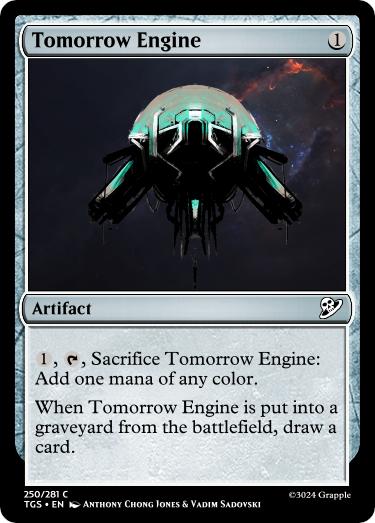 Tomorrow Engine 1
Artifact
1, T, Sacrifice Tomorrow Engine:
Add one mana of any color.
When Tomorrow Engine is put into a
graveyard from the battlefield, draw a
card.
250/281 C
TGS • EN Anthony Chong Jones & Vadim Sadovski
©3024 Grapple